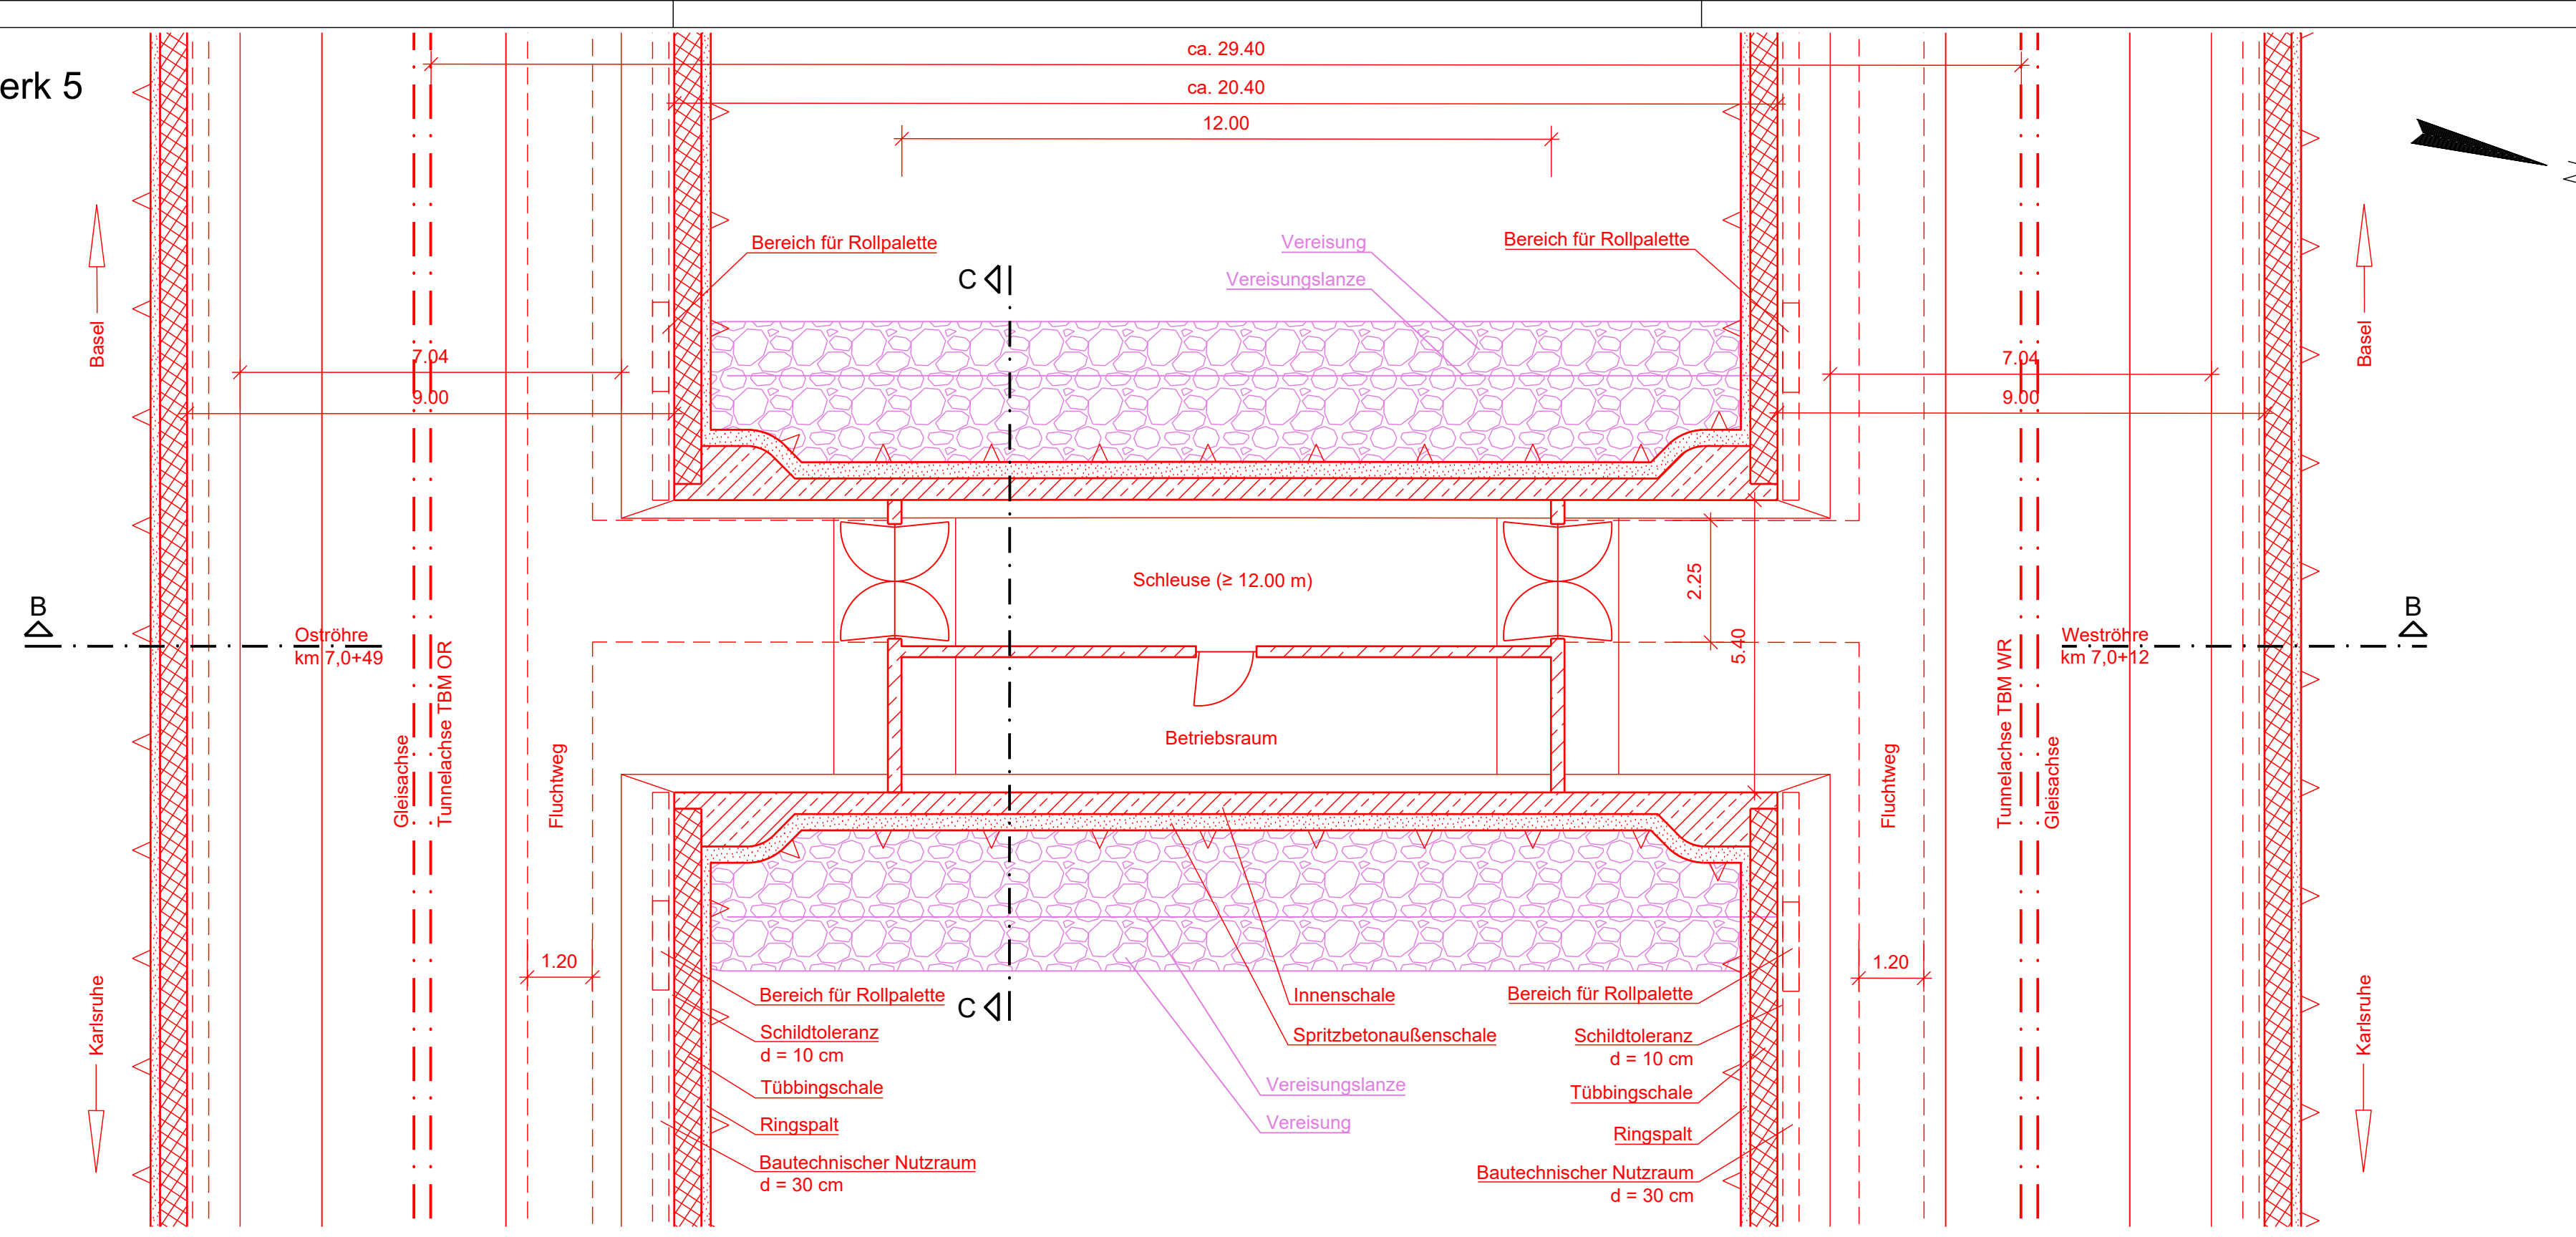 erk 5
ca. 29.40
ca. 20.40
12.00
Bereich für Rollpalette
Vereisung
Vereisungslanze
Bereich für Rollpalette
C
Basel
Basel
7.04
9.00
7.04
9.00
Schleuse (≥ 12.00 m)
2.25
5.40
B
B
Oströhre
km 7,0+49
Weströhre
km 7,0+12
Gleisachse
Tunnelachse TBM OR
Fluchtweg
Betriebsraum
Fluchtweg
Tunnelachse TBM WR
Gleisachse
1.20
1.20
Karlsruhe
Karlsruhe
C
Bereich für Rollpalette
Schildtoleranz
d = 10 cm
Tübbingschale
Ringspalt
Bautechnischer Nutzraum
d = 30 cm
Innenschale
Spritzbetonaußenschale
Vereisungslanze
Vereisung
Bereich für Rollpalette
Schildtoleranz
d = 10 cm
Tübbingschale
Ringspalt
Bautechnischer Nutzraum
d = 30 cm